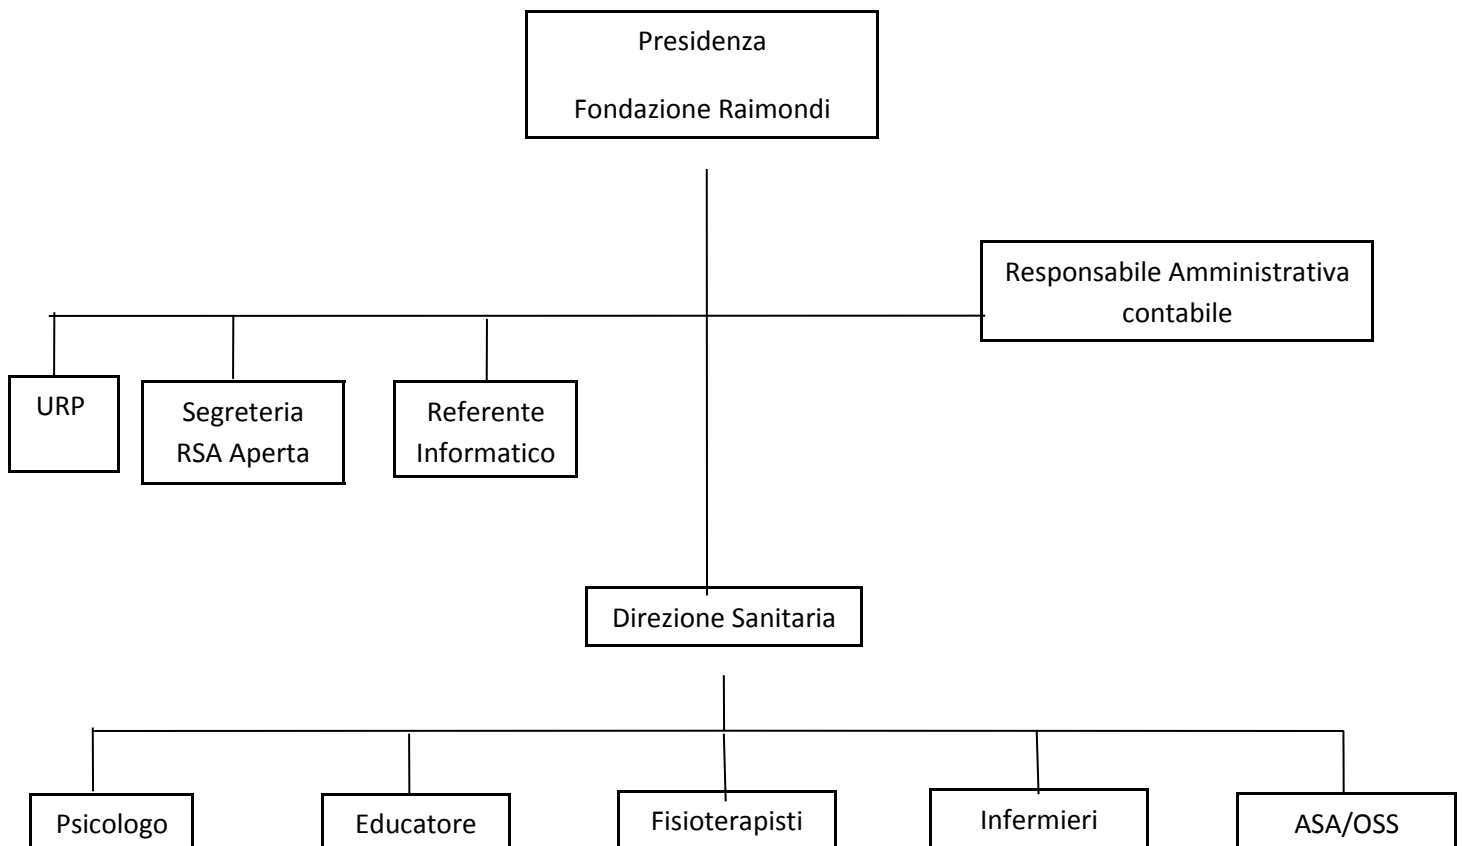 Presidenza
Fondazione Raimondi
Responsabile Amministrativa
contabile
URP
Segreteria
RSA Aperta
Referente
Informatico
Direzione Sanitaria
Psicologo
Educatore
Fisioterapisti
Infermieri
ASA/OSS